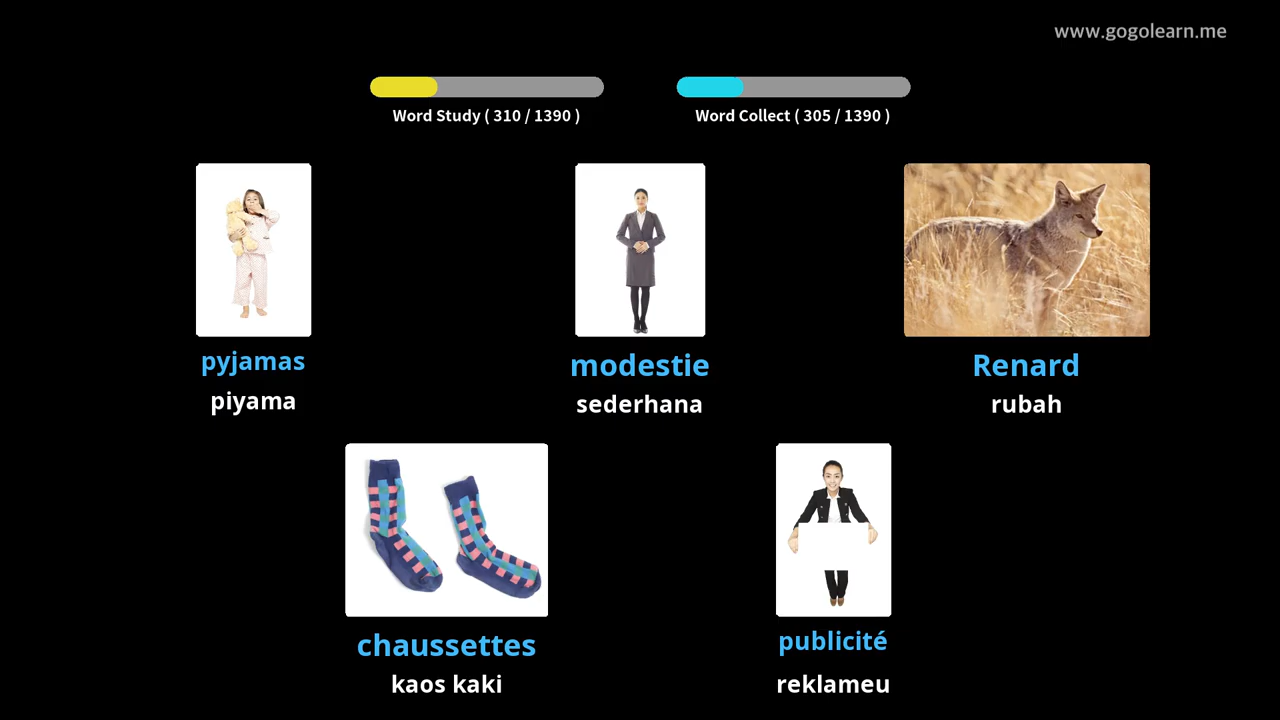 www.gogolearn.me
Word Study ( 310 / 1390 )
Word Collect ( 305 / 1390 )
pyjamas
piyama
modestie
sederhana
Renard
rubah
chaussettes
kaos kaki
publicité
reklameu